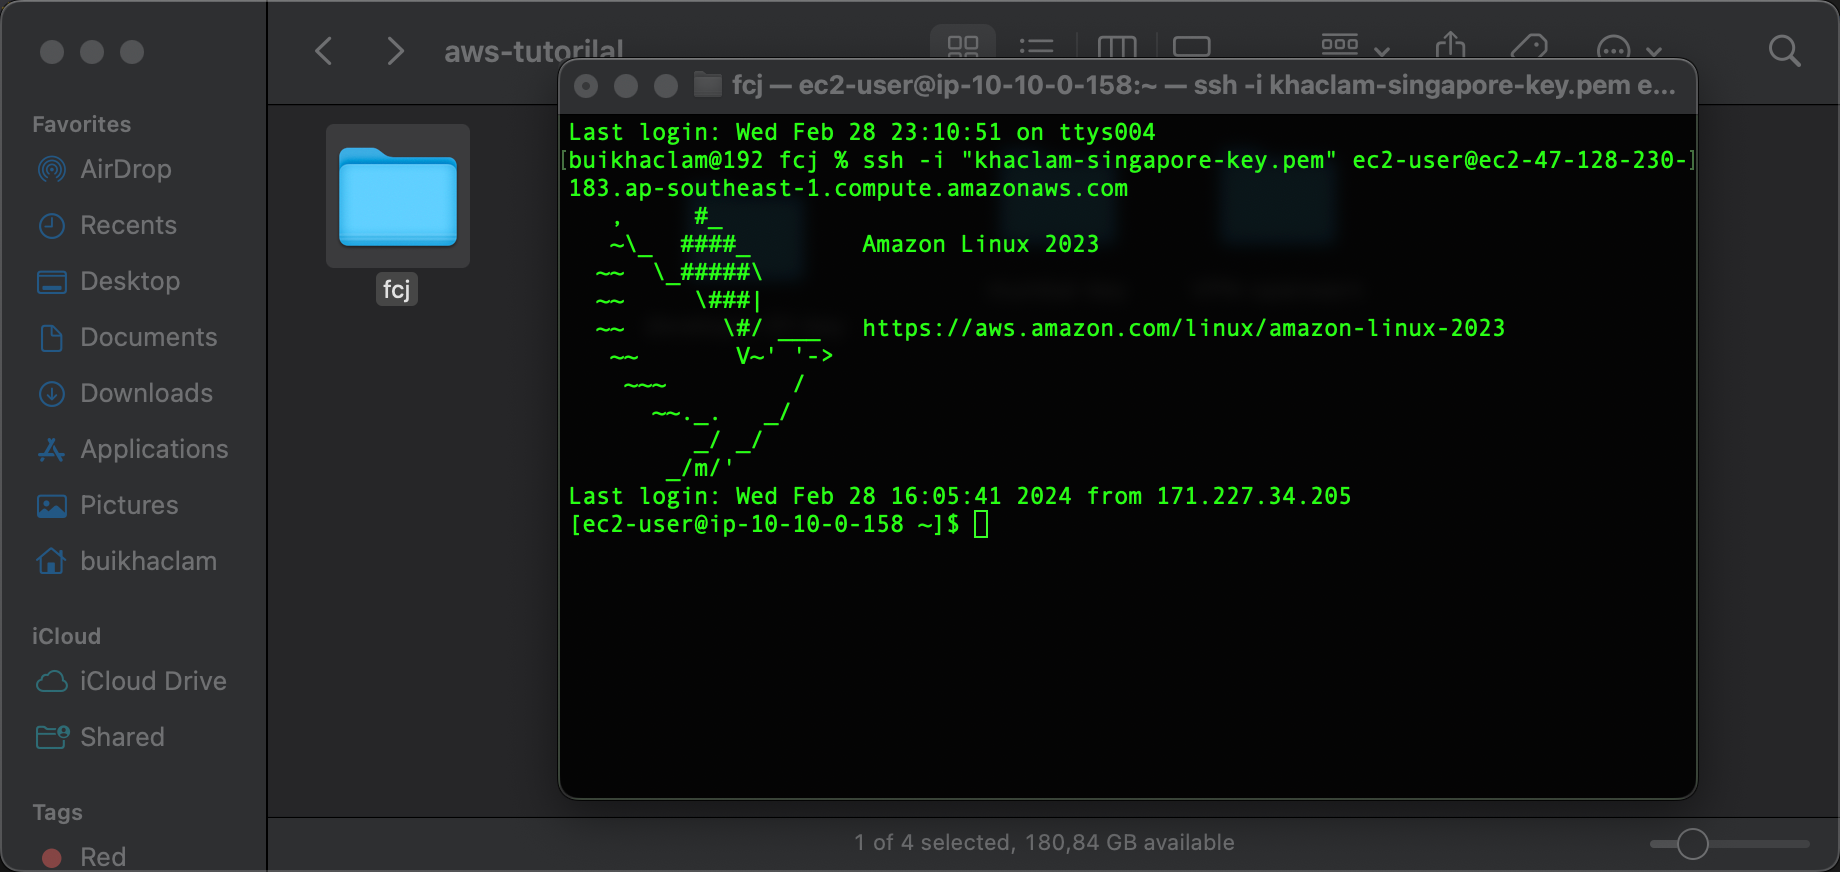 aws-tutorilal
Favorites
AirDrop
Recents
Desktop
Documents
Downloads
Applications
Pictures
buikhaclam
iCloud
iCloud Drive
Shared
Tags
Red
fcj
fcj — ec2-user@ip-10-10-0-158:~ — ssh -i khaclam-singapore-key.pem e...
Last login: Wed Feb 28 23:10:51 on ttys004
[buikhaclam@192 fcj % ssh -i "khaclam-singapore-key.pem" ec2-user@ec2-47-128-230-]
183.ap-southeast-1.compute.amazonaws.com
   ,     #_
   ~\_  ####_        Amazon Linux 2023
  ~~  \_#####\
  ~~     \###|
  ~~       \#/ ___   https://aws.amazon.com/linux/amazon-linux-2023
   ~~       V~' '->
    ~~~         /
      ~~._.   _/
         _/ _/
       _/m/'
Last login: Wed Feb 28 16:05:41 2024 from 171.227.34.205
[ec2-user@ip-10-10-0-158 ~]$
1 of 4 selected, 180,84 GB available